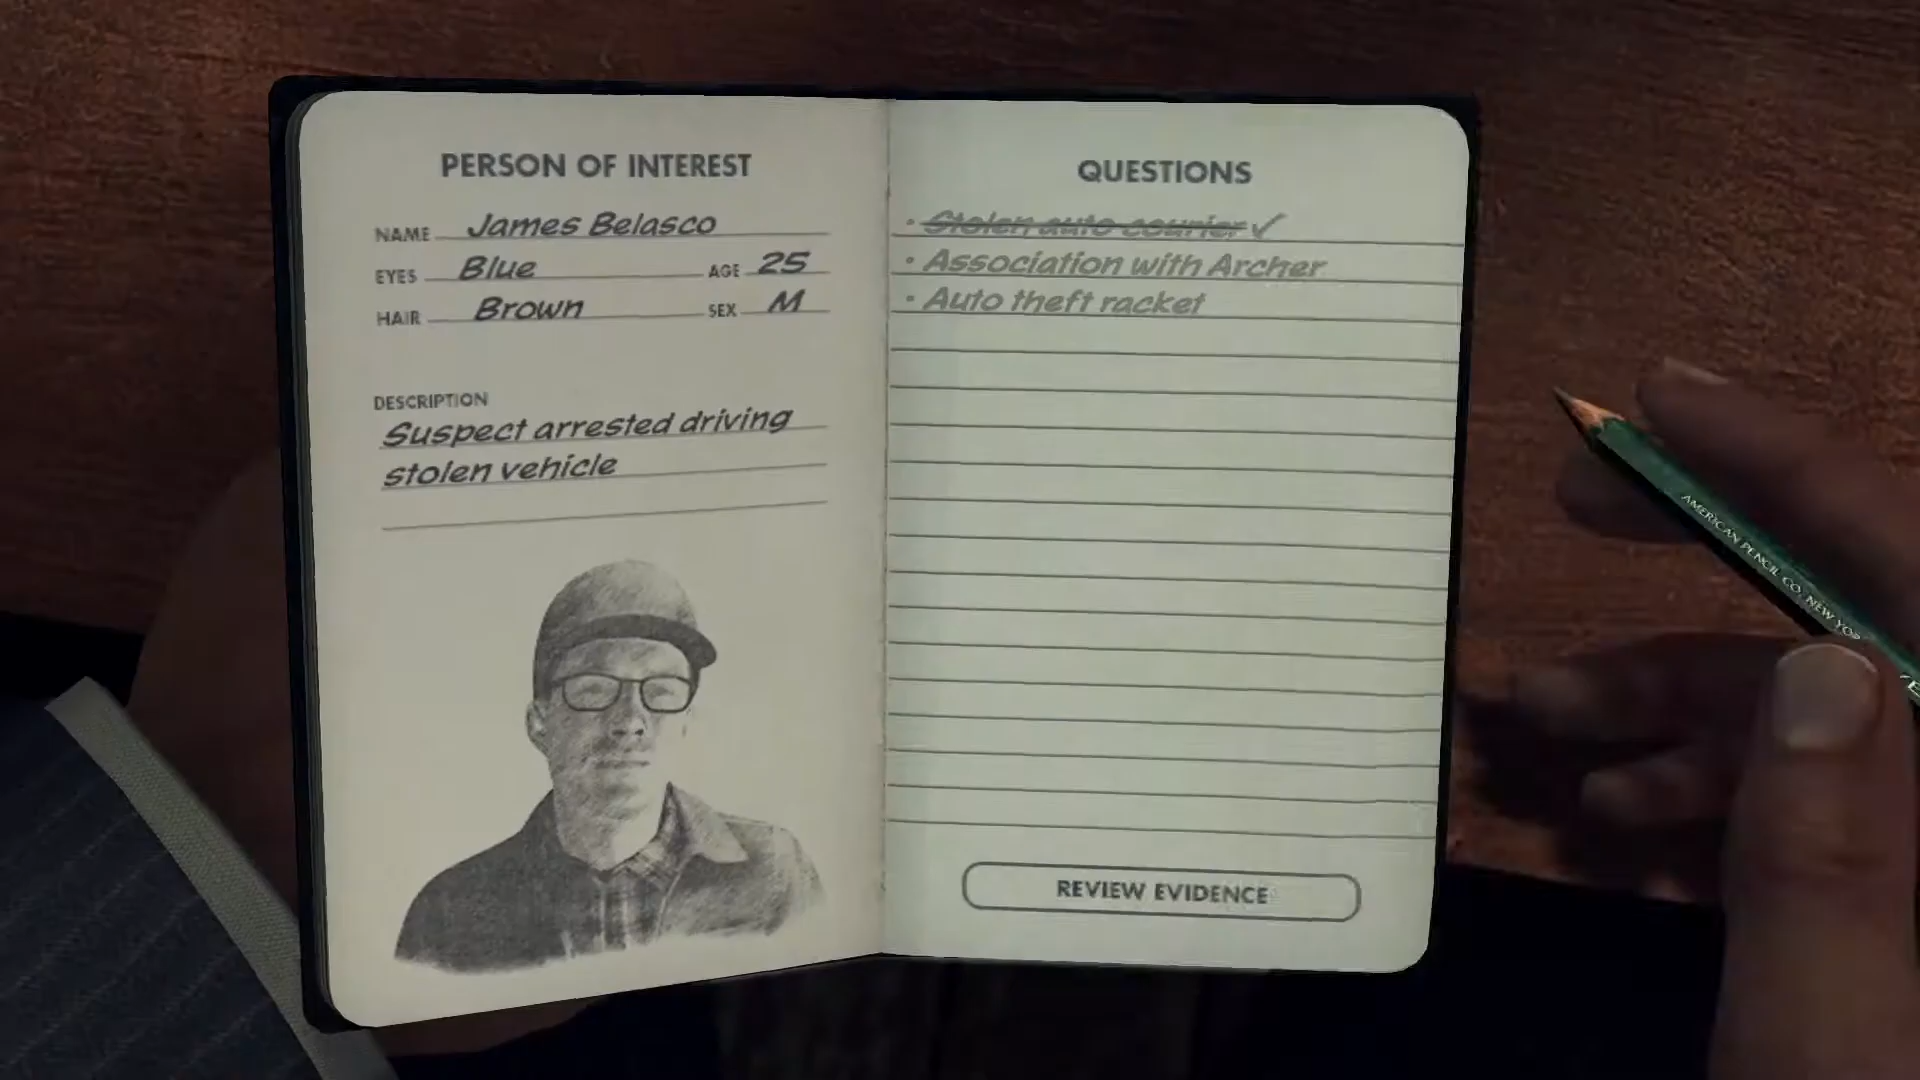 PERSON OF INTEREST
NAME James Belasco
EYES Blue AGE 25
HAIR Brown SEX M
DESCRIPTION
Suspect arrested driving
stolen vehicle
QUESTIONS
• Stolen auto courier ✓
• Association with Archer
• Auto theft racket
REVIEW EVIDENCE
AMERICAN PENCIL CO. NEW YOR